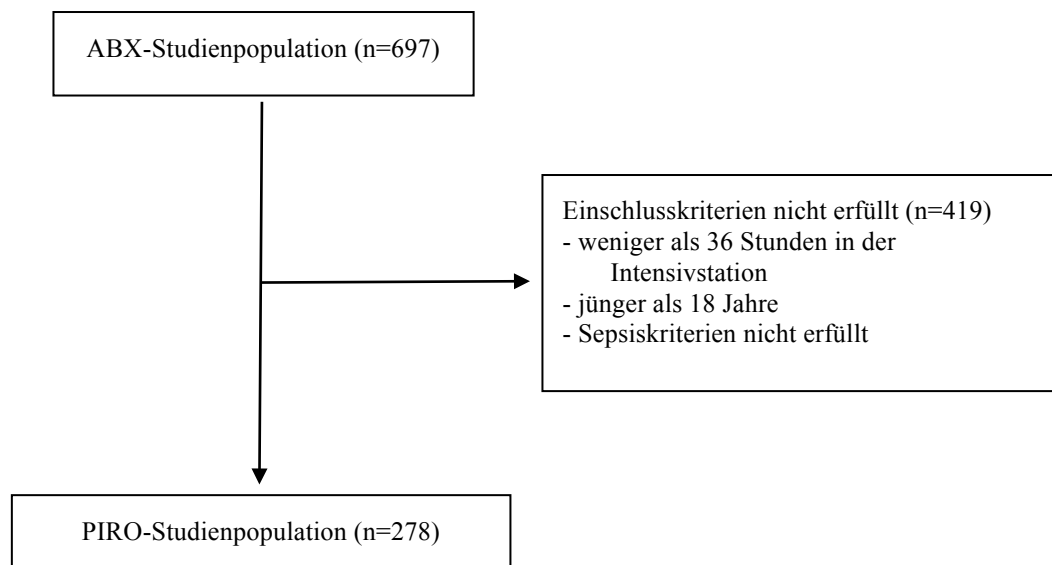 ABX-Studienpopulation (n=697)
Einschlusskriterien nicht erfüllt (n=419)
- weniger als 36 Stunden in der
Intensivstation
- jünger als 18 Jahre
- Sepsiskriterien nicht erfüllt
PIRO-Studienpopulation (n=278)